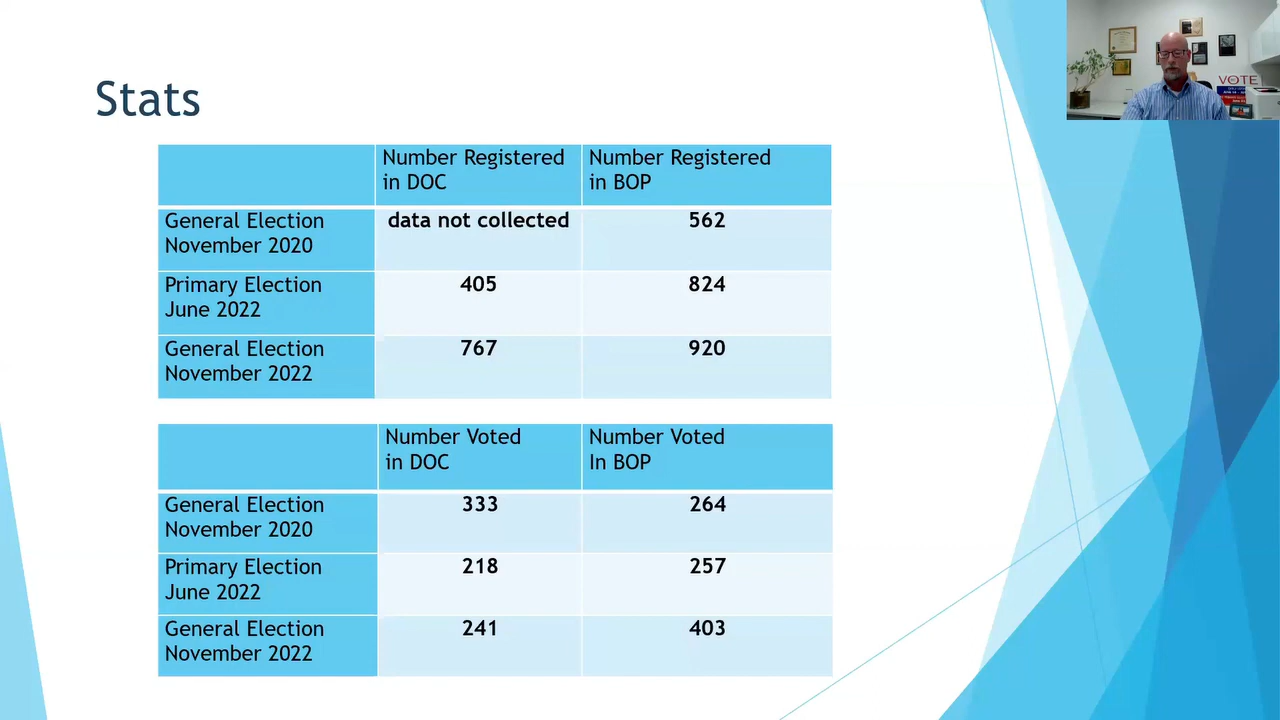 Stats
Number Registered
in DOC
Number Registered
in BOP
General Election
November 2020
data not collected
562
Primary Election
June 2022
405
824
General Election
November 2022
767
920
Number Voted
in DOC
Number Voted
In BOP
General Election
November 2020
333
264
Primary Election
June 2022
218
257
General Election
November 2022
241
403
VOTE